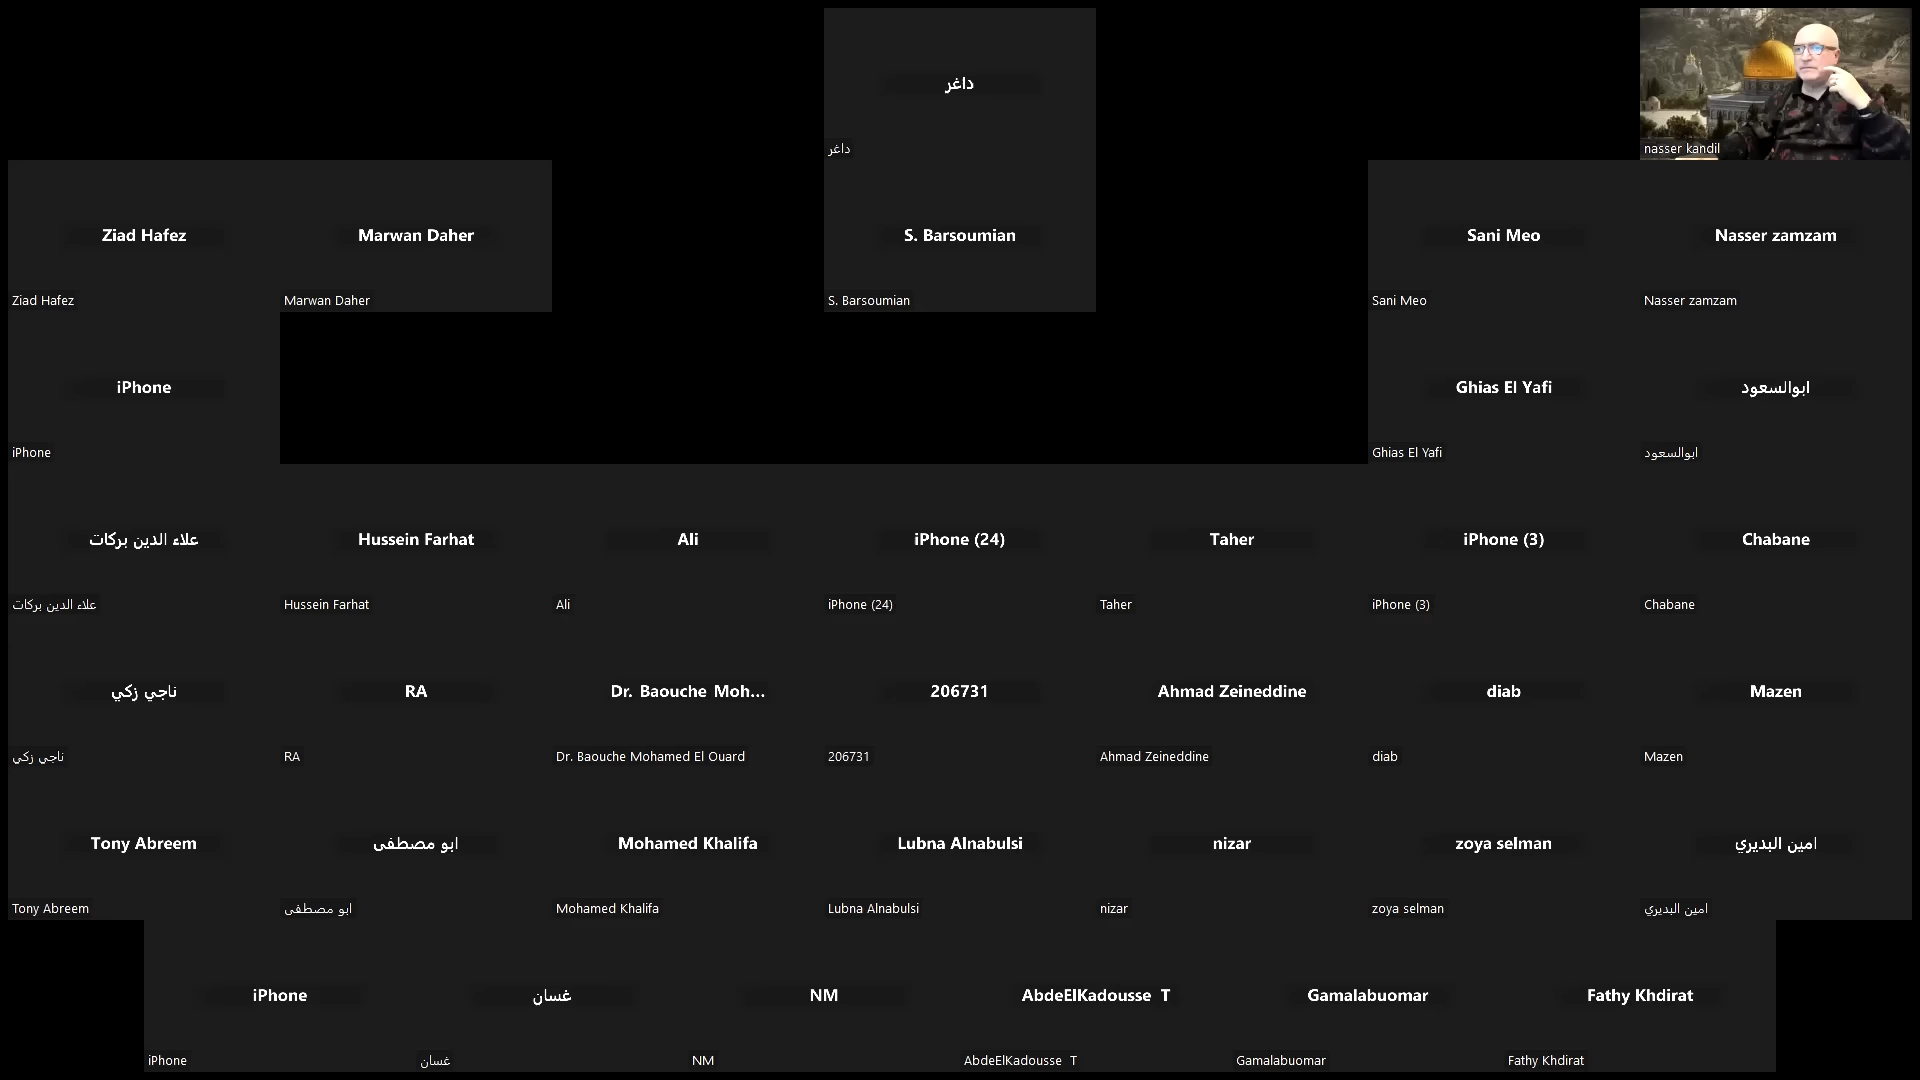 داغر
داغر
nasser kandil
Ziad Hafez
Marwan Daher
S. Barsoumian
Sani Meo
Nasser zamzam
Ziad Hafez
Marwan Daher
S. Barsoumian
Sani Meo
Nasser zamzam
iPhone
Ghias El Yafi
ابوالسعود
iPhone
Ghias El Yafi
ابوالسعود
علاء الدين بركات
Hussein Farhat
Ali
iPhone (24)
Taher
iPhone (3)
Chabane
علاء الدين بركات
Hussein Farhat
Ali
iPhone (24)
Taher
iPhone (3)
Chabane
ناجي زكي
RA
Dr. Baouche Moh...
206731
Ahmad Zeineddine
diab
Mazen
ناجي زكي
RA
Dr. Baouche Mohamed El Ouard
206731
Ahmad Zeineddine
diab
Mazen
Tony Abreem
ابو مصطفى
Mohamed Khalifa
Lubna Alnabulsi
nizar
zoya selman
امين البديري
Tony Abreem
ابو مصطفى
Mohamed Khalifa
Lubna Alnabulsi
nizar
zoya selman
امين البديري
iPhone
غسان
NM
AbdeElKadousse T
Gamalabuomar
Fathy Khdirat
iPhone
غسان
NM
AbdeElKadousse T
Gamalabuomar
Fathy Khdirat